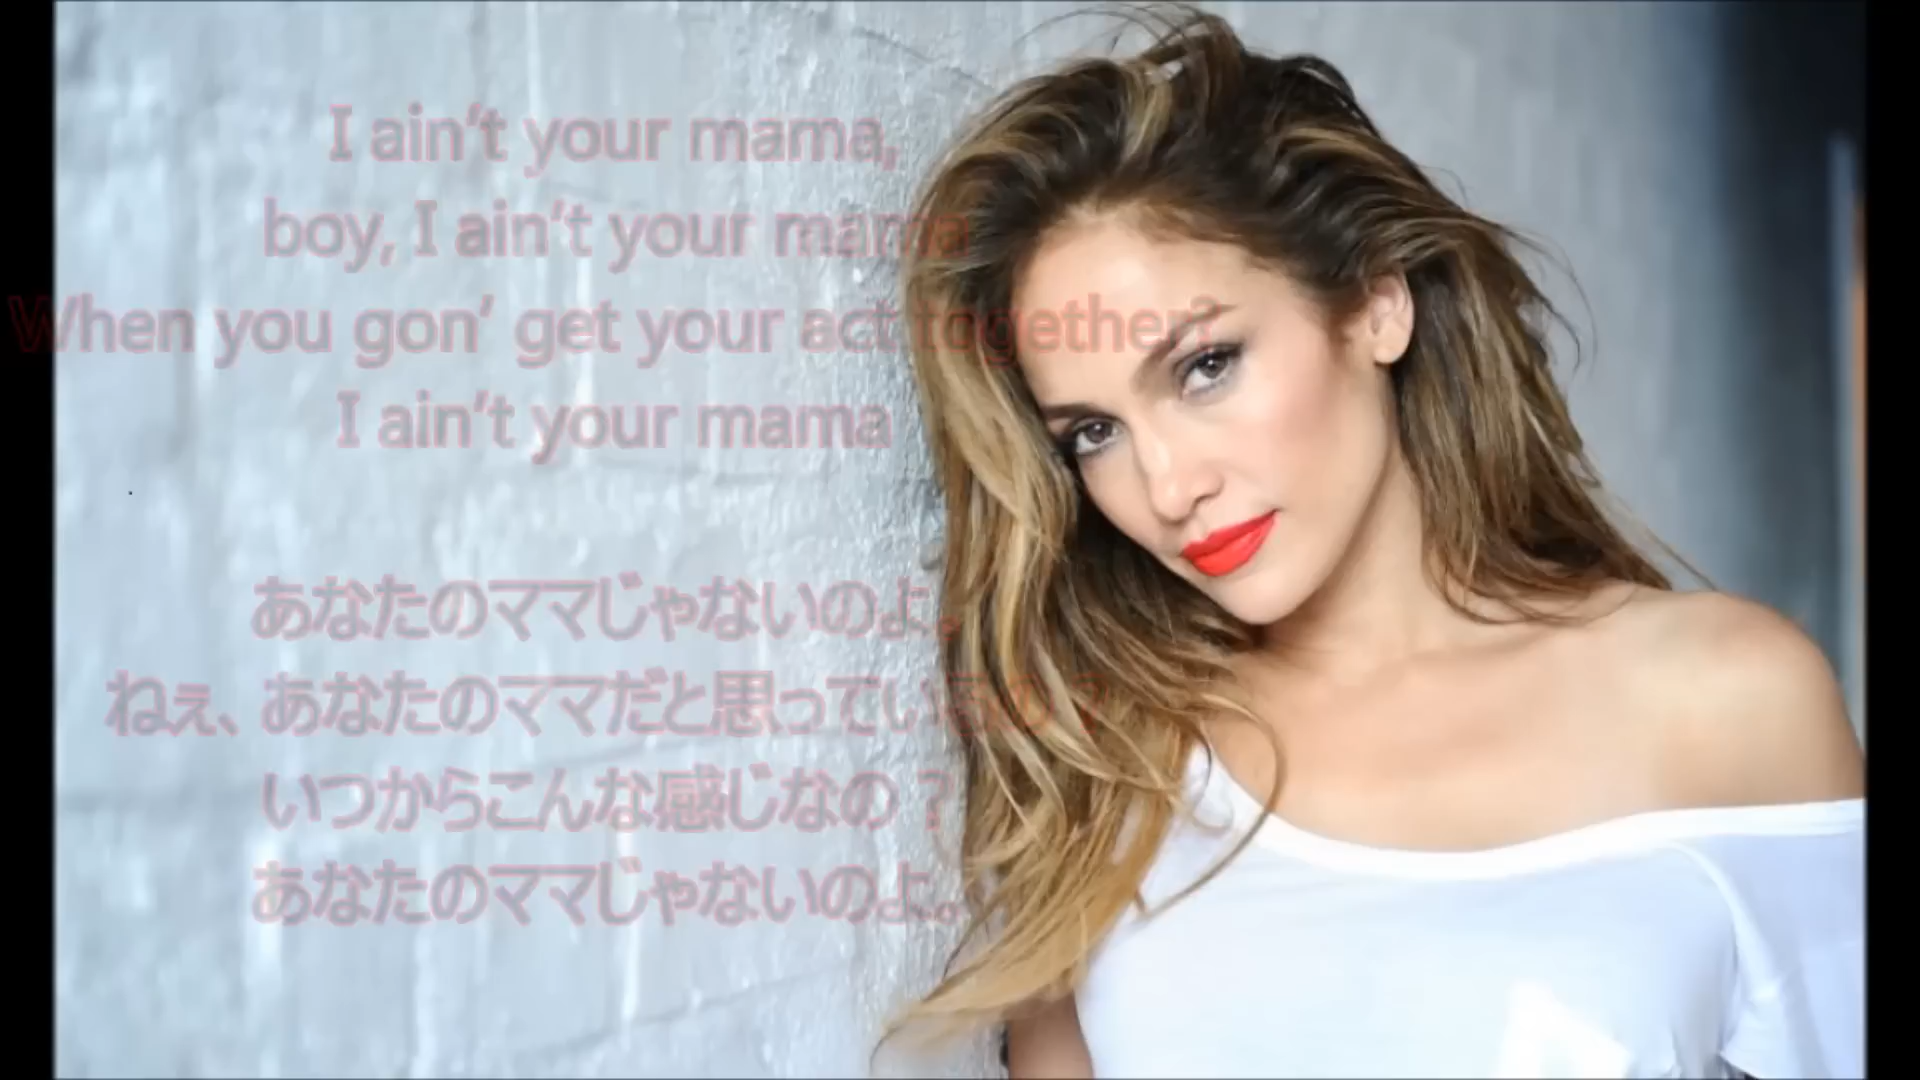 I ain't your mama,
boy, I ain't your mama
When you gon' get your act together?
I ain't your mama
あなたのママじゃないのよ。
ねぇ、あなたのママだと思っているの？
いつからこんな感じなの？
あなたのママじゃないのよ。